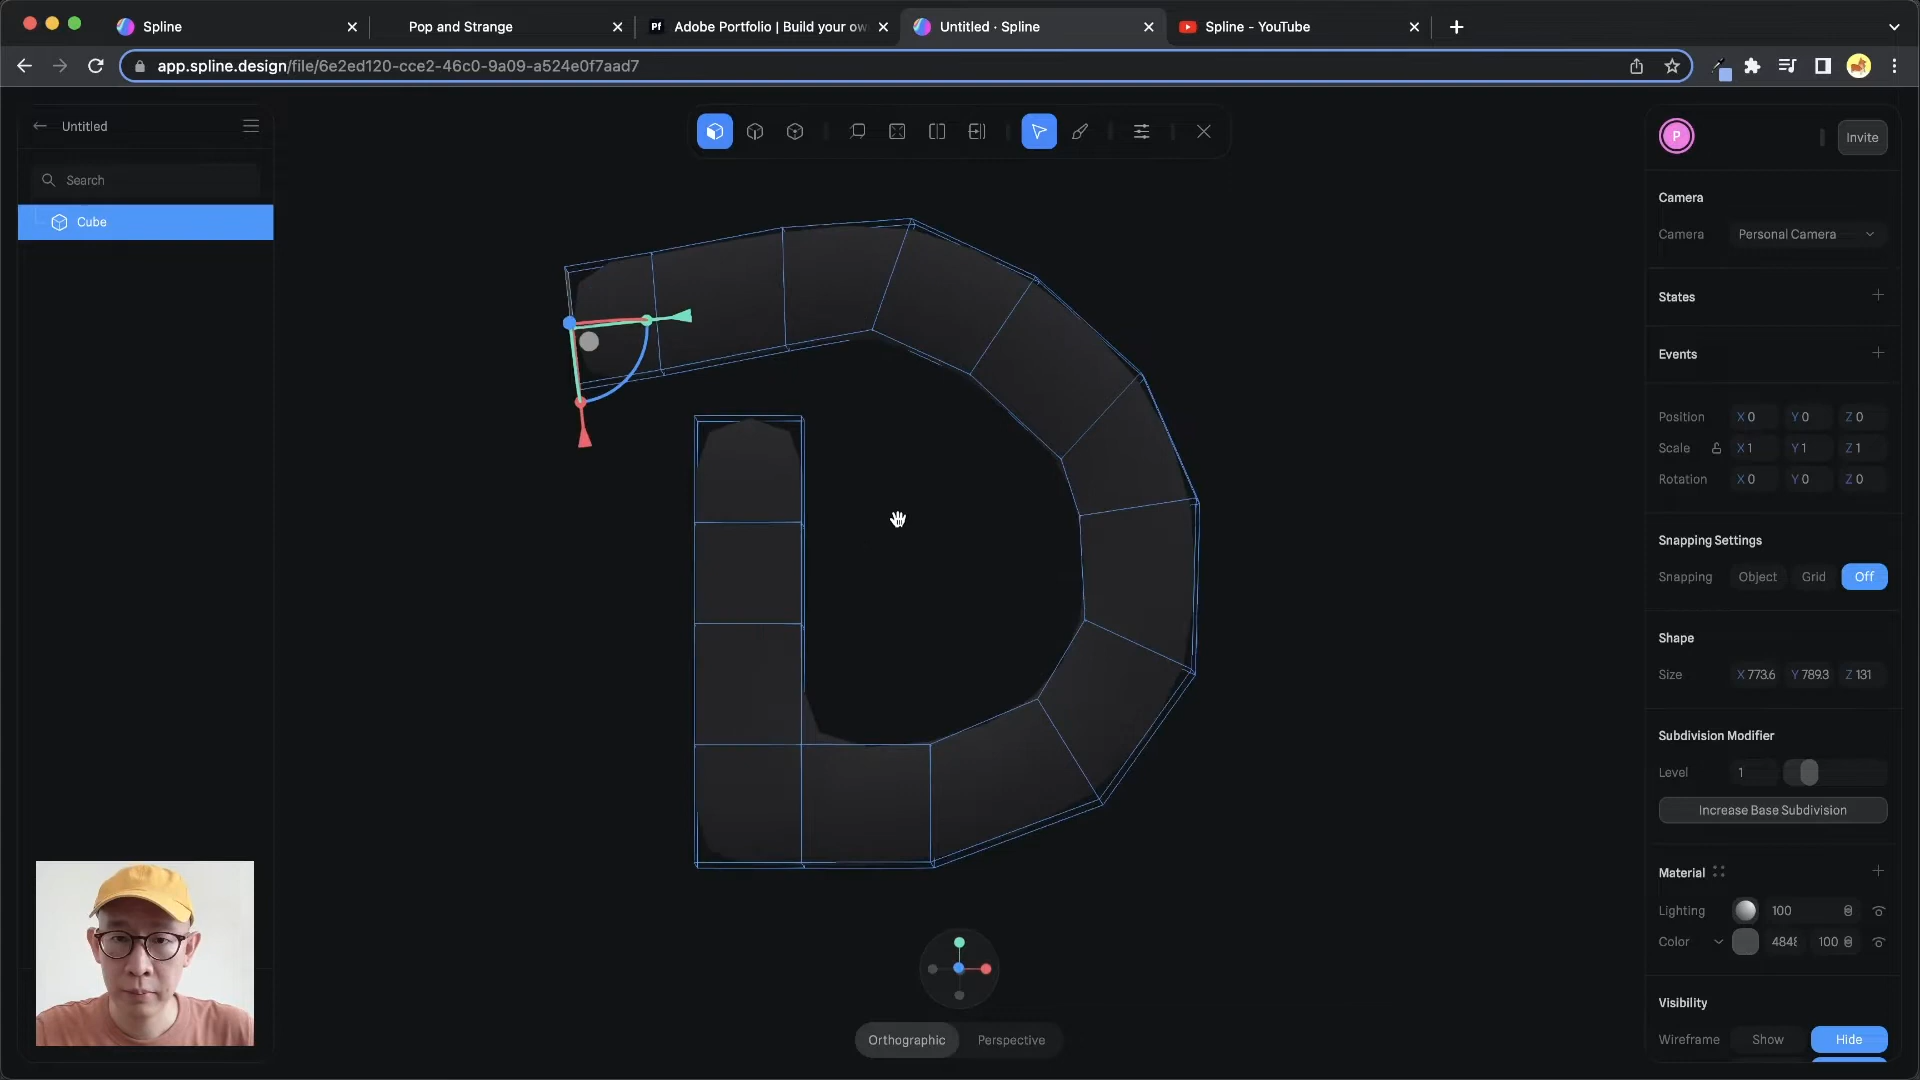 Spline
Pop and Strange
Pf Adobe Portfolio | Build your ow
Untitled · Spline
Spline - YouTube
app.spline.design/file/6e2ed120-cce2-46c0-9a09-a524e0f7aad7
Untitled
Search
Cube
P
Invite
Camera
Camera Personal Camera
States
Events
Position X 0 Y 0 Z 0
Scale X 1 Y 1 Z 1
Rotation X 0 Y 0 Z 0
Snapping Settings
Snapping Object Grid Off
Shape
Size X 773.6 Y 789.3 Z 131
Subdivision Modifier
Level 1
Increase Base Subdivision
Material
Lighting 100
Color 4848 100
Visibility
Wireframe Show Hide
Orthographic Perspective